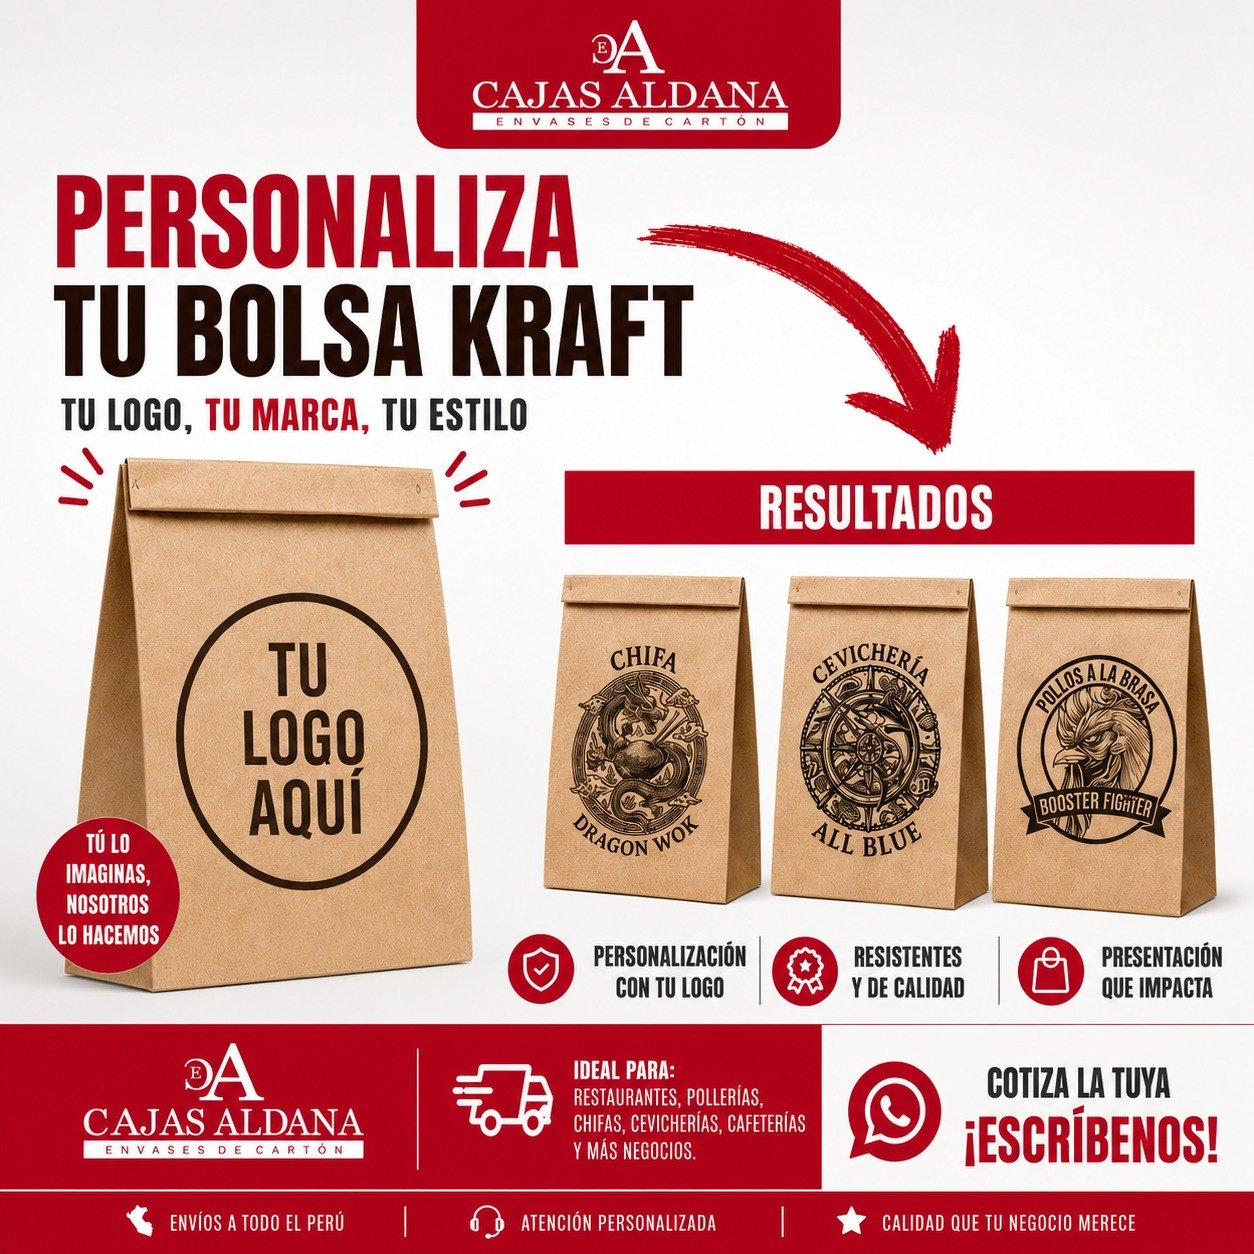 CAJAS ALDANA
ENVASES DE CARTÓN
PERSONALIZA
TU BOLSA KRAFT
TU LOGO, TU MARCA, TU ESTILO
RESULTADOS
TU
LOGO
AQUÍ
TÚ LO
IMAGINAS,
NOSOTROS
LO HACEMOS
CHIFA
DRAGON WOK
CEVICHERÍA
ALL BLUE
POLLOS A LA BRASA
BOOSTER FIGHTER
PERSONALIZACIÓN
CON TU LOGO
RESISTENTES
Y DE CALIDAD
PRESENTACIÓN
QUE IMPACTA
CAJAS ALDANA
ENVASES DE CARTÓN
IDEAL PARA:
RESTAURANTES, POLLERÍAS,
CHIFAS, CEVICHERÍAS, CAFETERÍAS
Y MÁS NEGOCIOS.
COTIZA LA TUYA
¡ESCRÍBENOS!
ENVÍOS A TODO EL PERÚ
ATENCIÓN PERSONALIZADA
CALIDAD QUE TU NEGOCIO MERECE